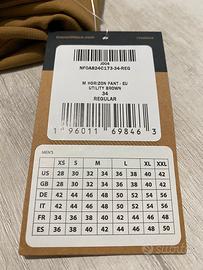 J004
NF0A824C173-34-REG
M HORIZON PANT - EU
UTILITY BROWN
34
REGULAR
1 96011 69846 3
MEN'S
XS S M L XL XXL
US 28 30 32 34 36 38 40 42
GB 28 30 32 34 36 38 40 42
DE 42 44 46 48 50 52 54 56
IT 42 44 46 48 50 52 54 56
FR 36 38 40 42 44 46 48 50
ES 36 38 40 42 44 46 48 50